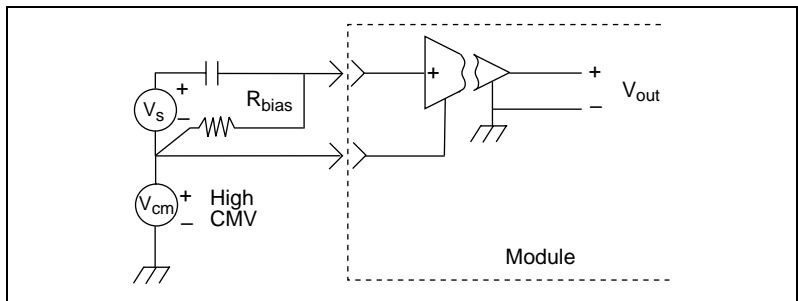 +
V_s
−
R_bias
+
+
−
V_out
V_cm
+
−
High
CMV
Module